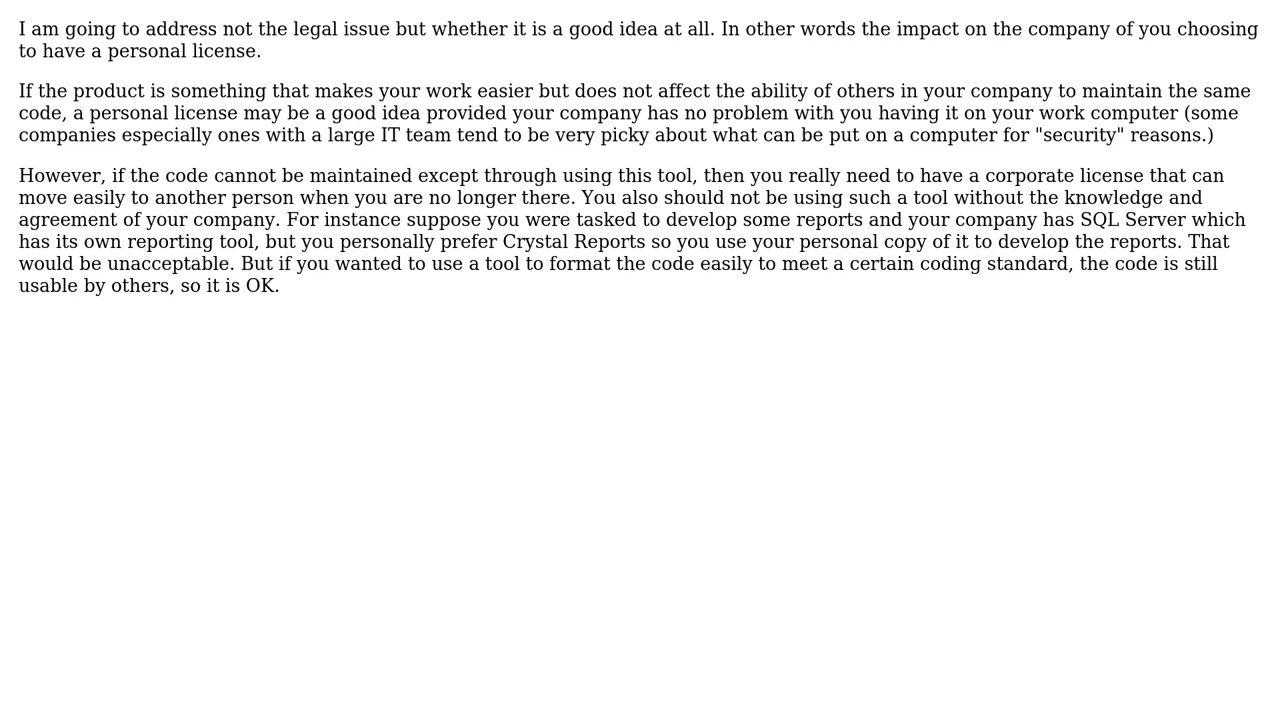 I am going to address not the legal issue but whether it is a good idea at all. In other words the impact on the company of you choosing
to have a personal license.
If the product is something that makes your work easier but does not affect the ability of others in your company to maintain the same
code, a personal license may be a good idea provided your company has no problem with you having it on your work computer (some
companies especially ones with a large IT team tend to be very picky about what can be put on a computer for "security" reasons.)
However, if the code cannot be maintained except through using this tool, then you really need to have a corporate license that can
move easily to another person when you are no longer there. You also should not be using such a tool without the knowledge and
agreement of your company. For instance suppose you were tasked to develop some reports and your company has SQL Server which
has its own reporting tool, but you personally prefer Crystal Reports so you use your personal copy of it to develop the reports. That
would be unacceptable. But if you wanted to use a tool to format the code easily to meet a certain coding standard, the code is still
usable by others, so it is OK.